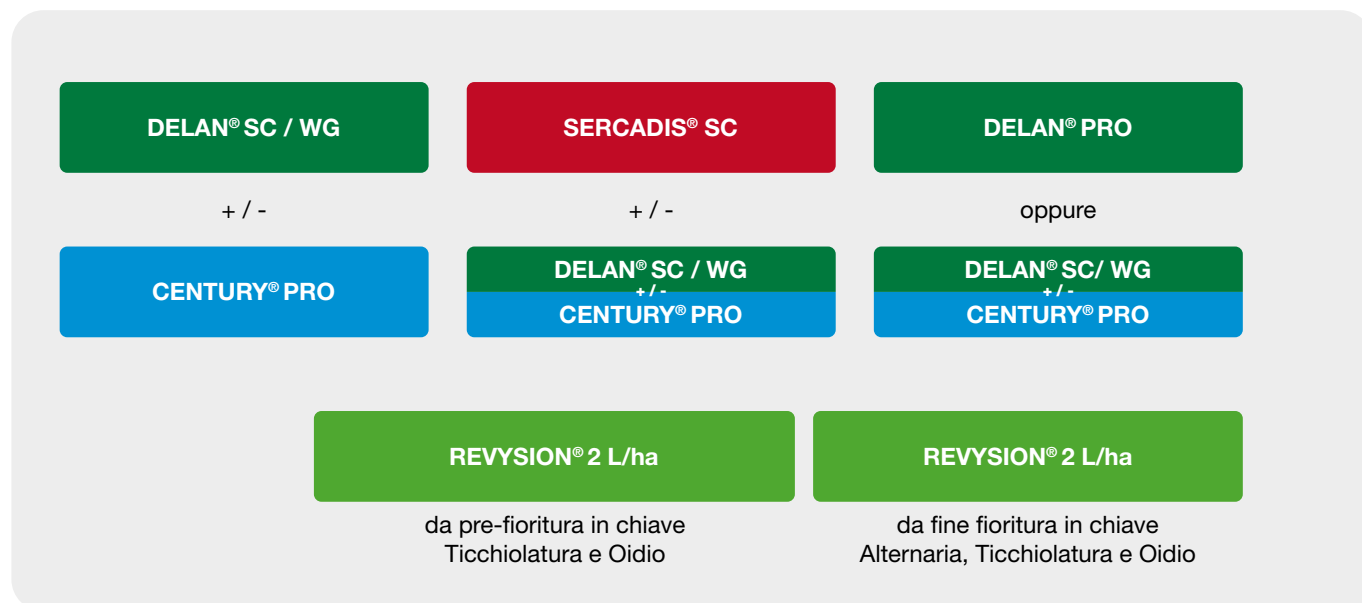 DELAN® SC / WG
SERCADIS® SC
DELAN® PRO
+ / -
+ / -
oppure
CENTURY® PRO
DELAN® SC / WG
+ / -
CENTURY® PRO
DELAN® SC/ WG
+ / -
CENTURY® PRO
REVYSION® 2 L/ha
REVYSION® 2 L/ha
da pre-fioritura in chiave
Ticchiolatura e Oidio
da fine fioritura in chiave
Alternaria, Ticchiolatura e Oidio